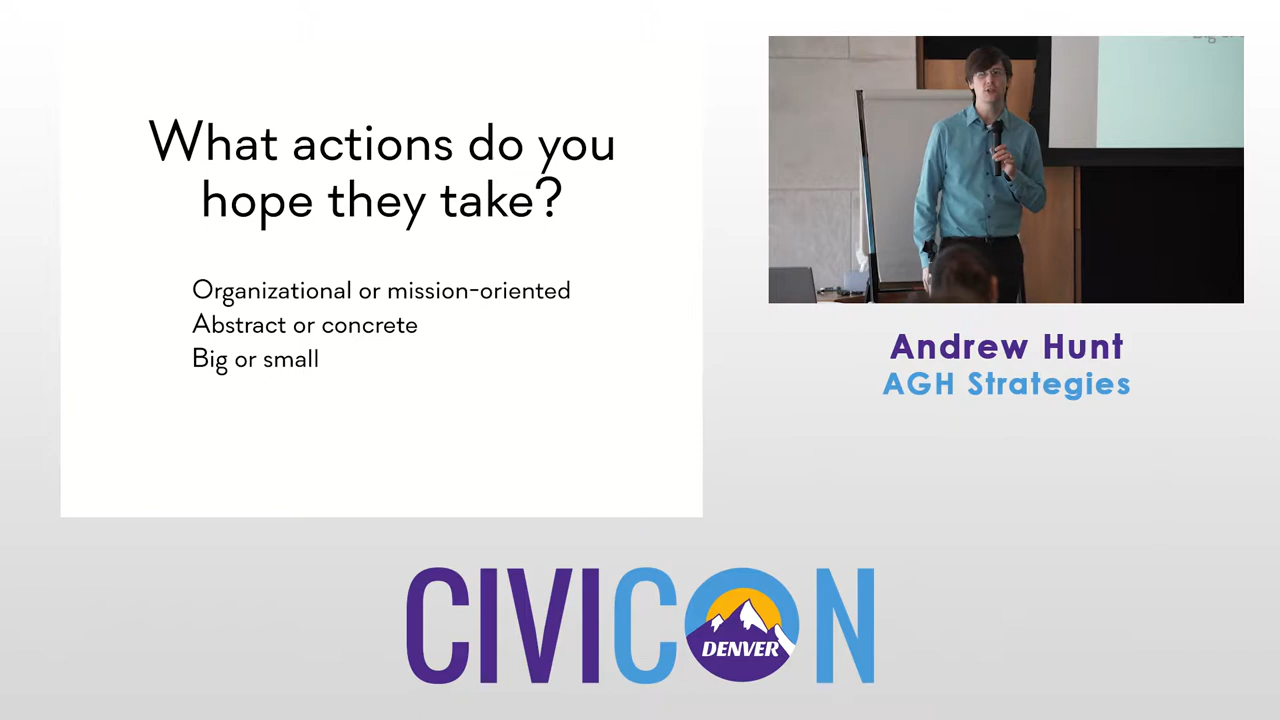 What actions do you
hope they take?
Organizational or mission-oriented
Abstract or concrete
Big or small
Andrew Hunt
AGH Strategies
CIVICON
DENVER